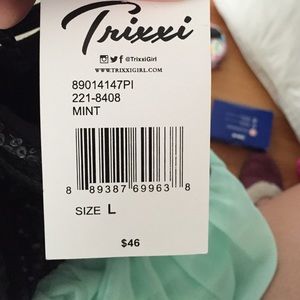 Trixxi
@TrixxiGirl
WWW.TRIXXIGIRL.COM
89014147PI
221-8408
MINT
8 89387 69963 8
SIZE L
$46